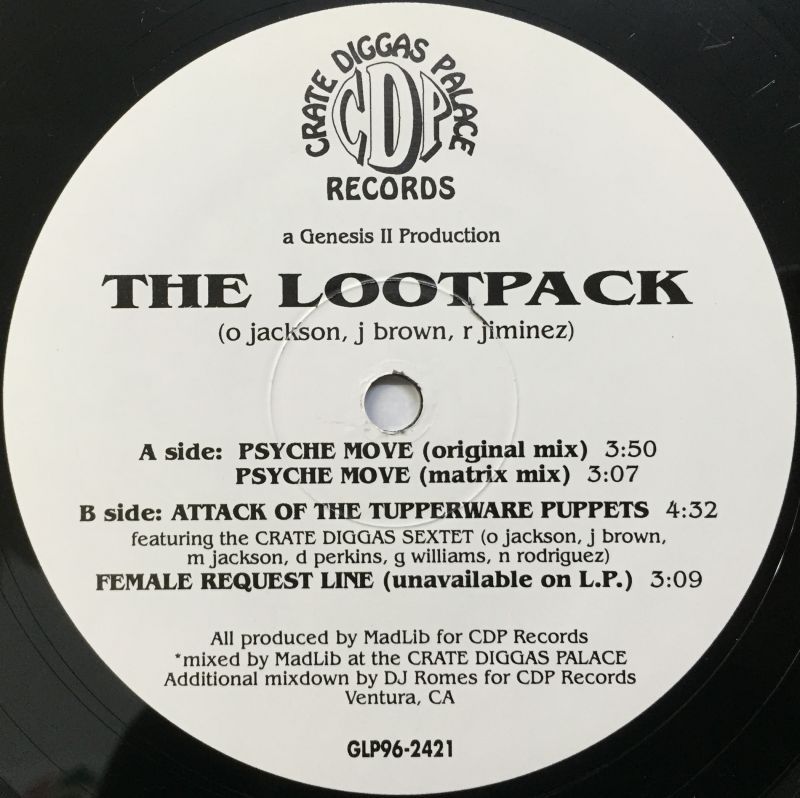 CRATE DIGGAS PALACE
CDP
RECORDS
a Genesis II Production
THE LOOTPACK
(o jackson, j brown, r jiminez)
A side: PSYCHE MOVE (original mix) 3:50
PSYCHE MOVE (matrix mix) 3:07
B side: ATTACK OF THE TUPPERWARE PUPPETS 4:32
featuring the CRATE DIGGAS SEXTET (o jackson, j brown,
m jackson, d perkins, g williams, n rodriguez)
FEMALE REQUEST LINE (unavailable on L.P.) 3:09
All produced by MadLib for CDP Records
*mixed by MadLib at the CRATE DIGGAS PALACE
Additional mixdown by DJ Romes for CDP Records
Ventura, CA
GLP96-2421